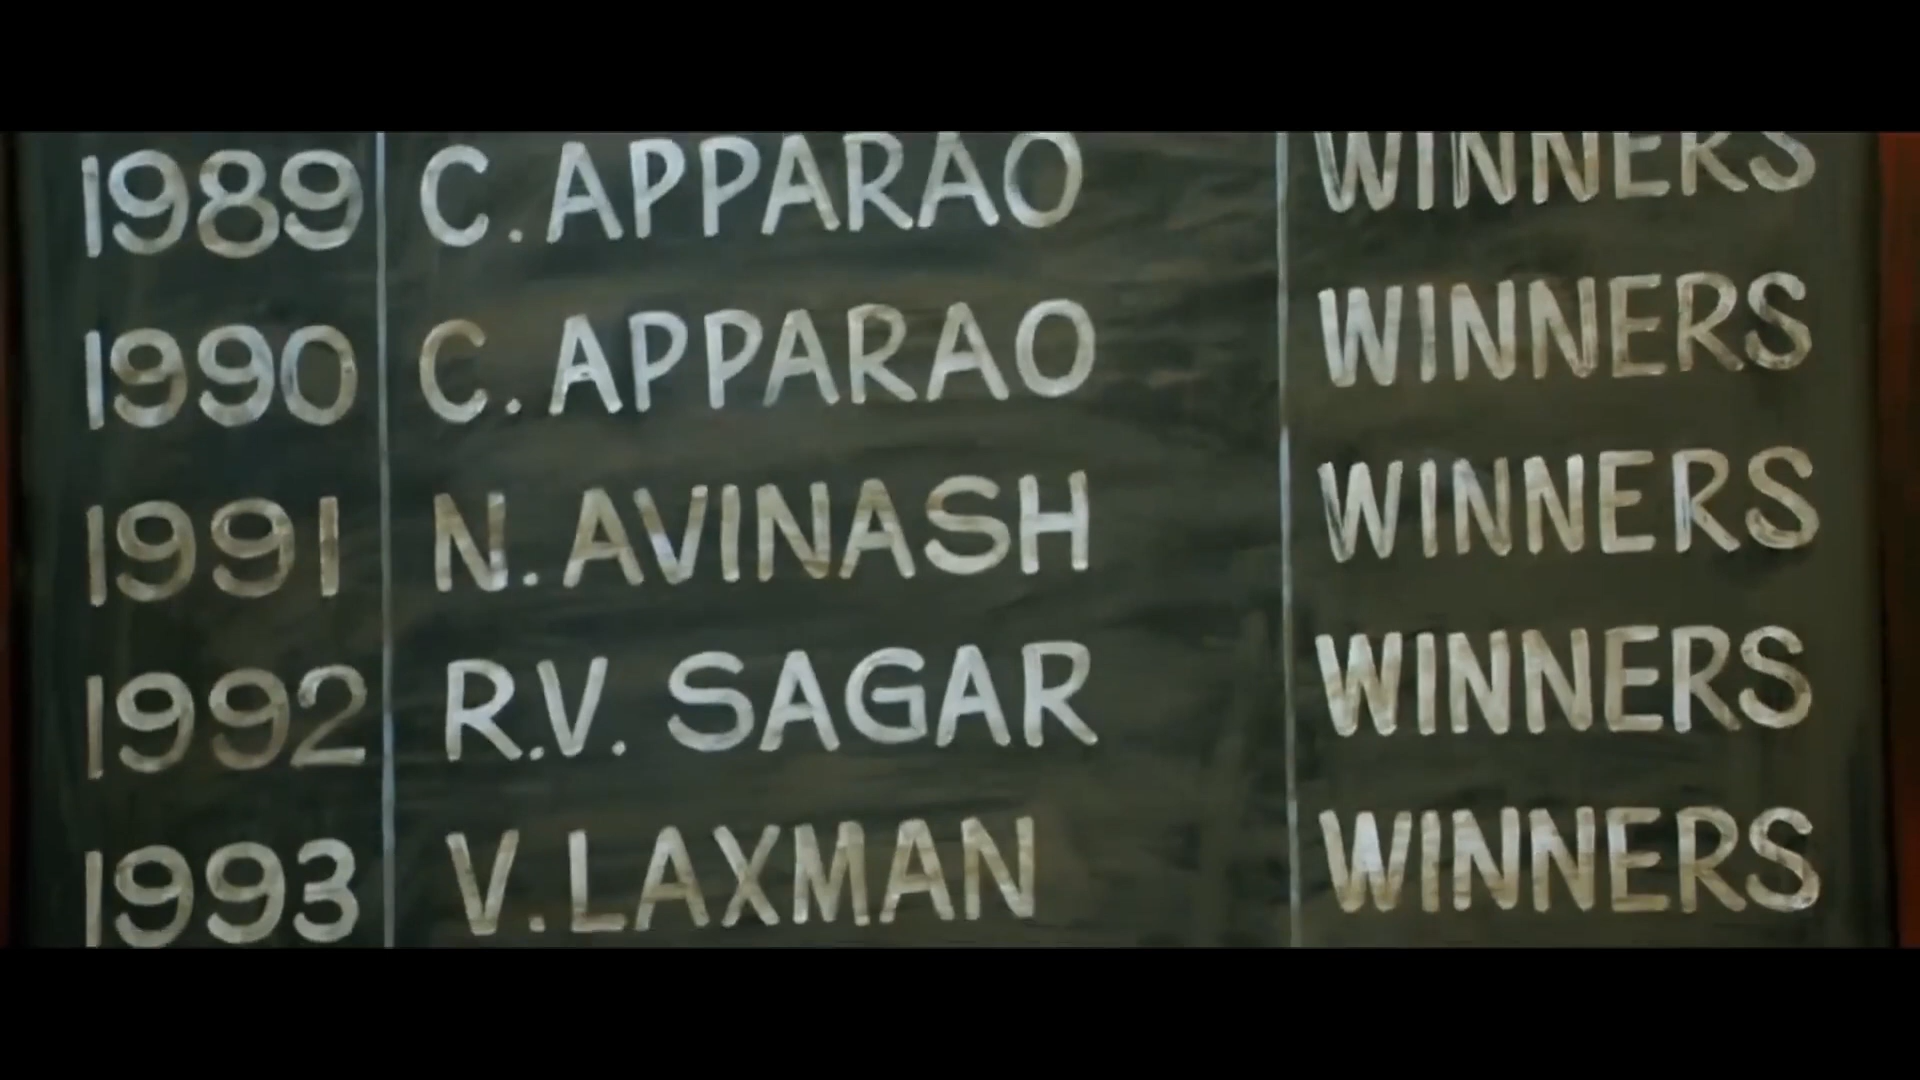 1989 C. APPARAO WINNERS
1990 C. APPARAO WINNERS
1991 N. AVINASH WINNERS
1992 R.V. SAGAR WINNERS
1993 V. LAXMAN WINNERS